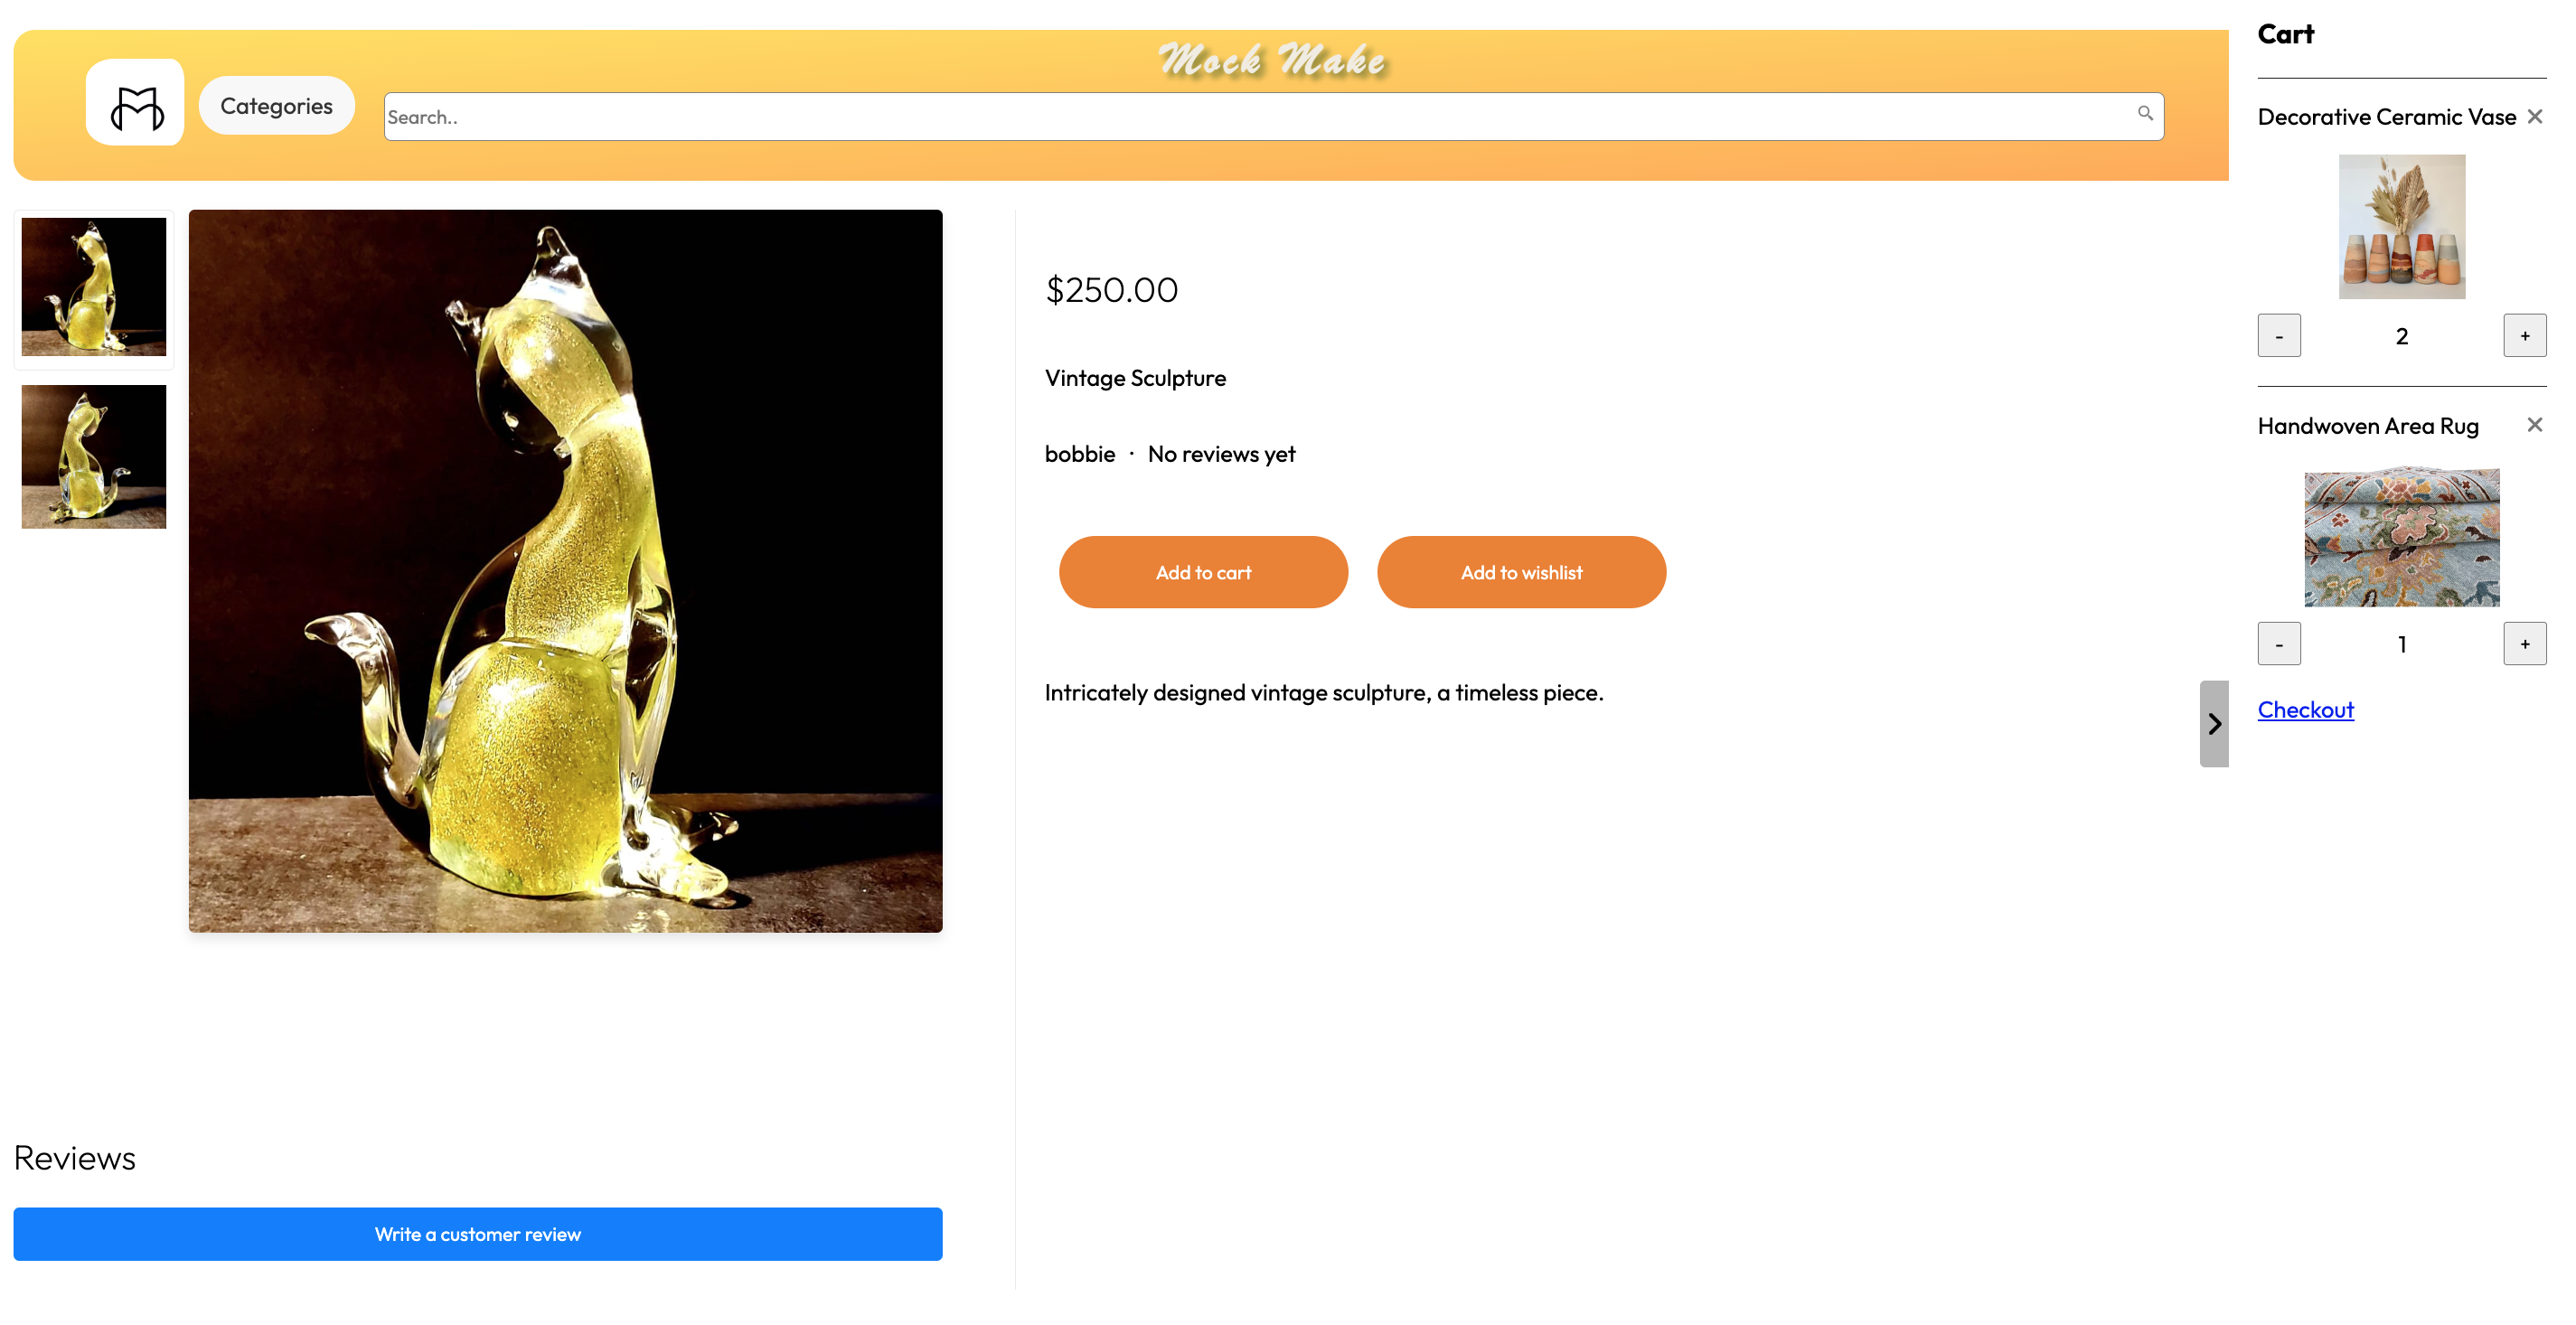 Mock Make
Categories
Search..
$250.00
Vintage Sculpture
bobbie · No reviews yet
Add to cart
Add to wishlist
Intricately designed vintage sculpture, a timeless piece.
Reviews
Write a customer review
Cart
Decorative Ceramic Vase
- 2 +
Handwoven Area Rug
- 1 +
Checkout